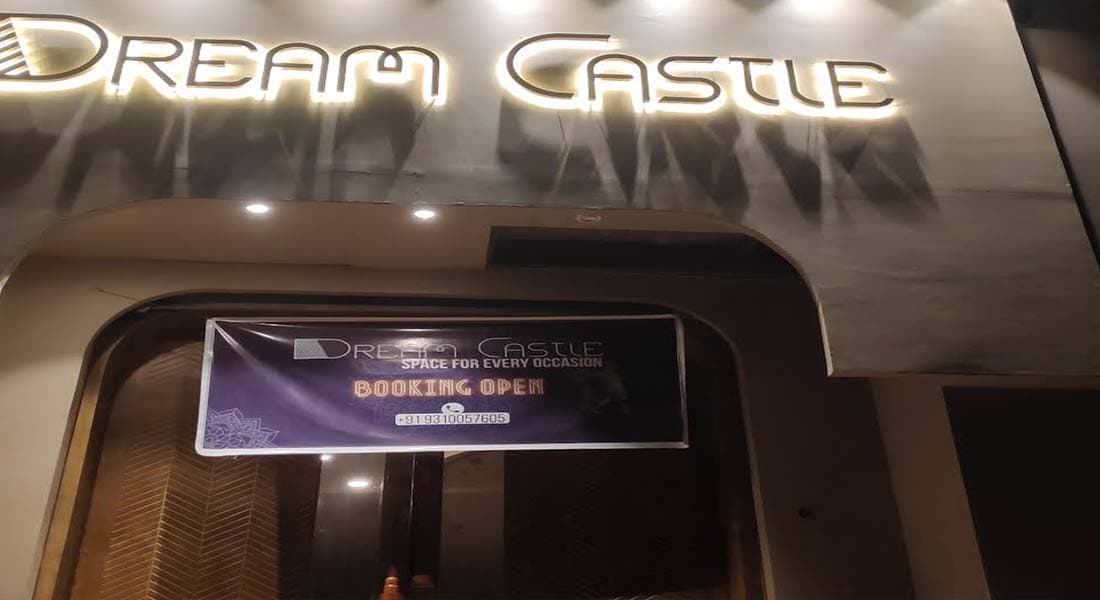 DREAM CASTLE
DREAM CASTLE
SPACE FOR EVERY OCCASION
BOOKING OPEN
+91 9310057605